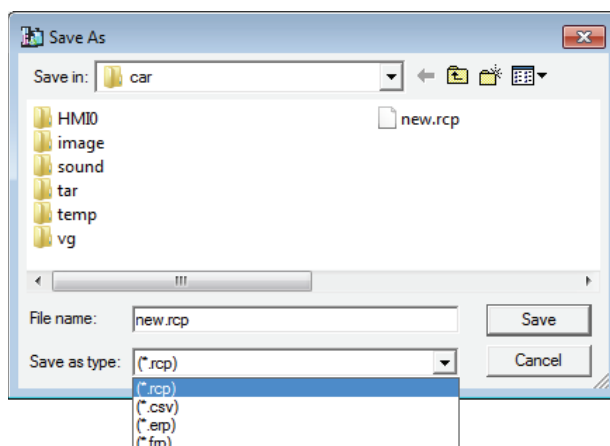 Save As
Save in: car
HMI0
image
sound
tar
temp
vg
new.rcp
File name: new.rcp
Save
Save as type: (*.rcp)
Cancel
(*.rcp)
(*.csv)
(*.erp)
(*.frp)